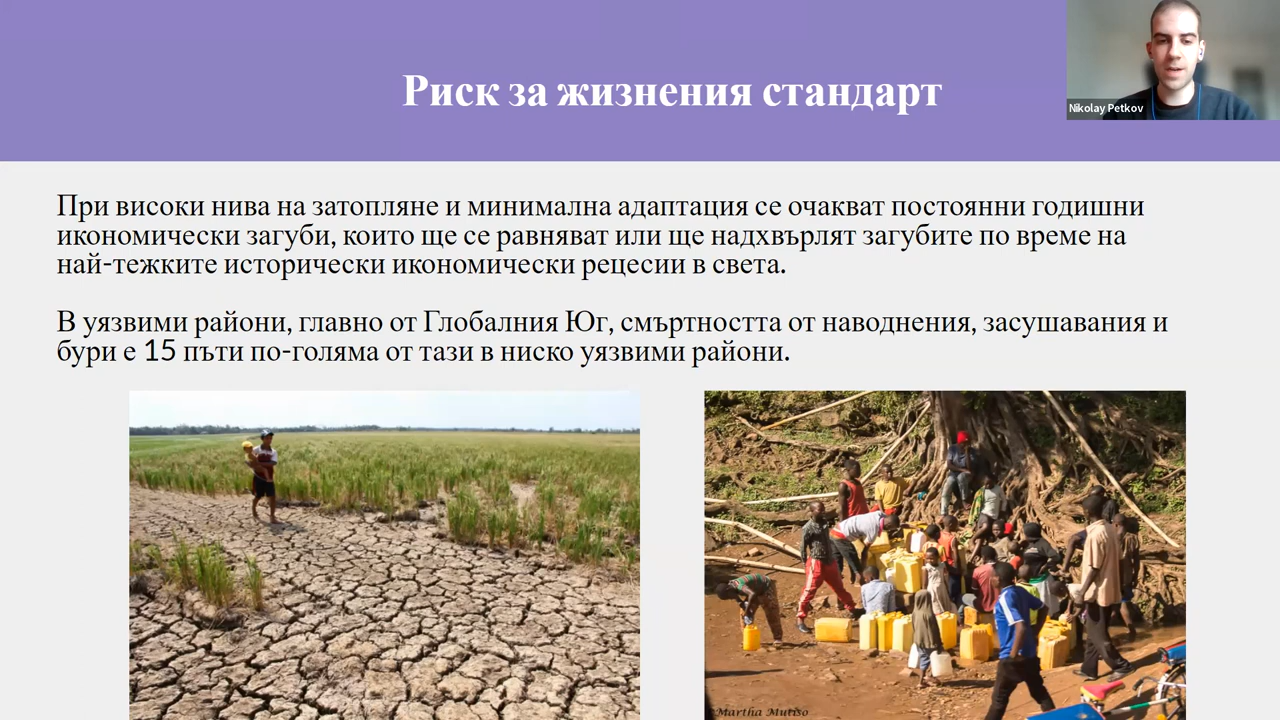 Риск за жизнения стандарт
Nikolay Petkov
При високи нива на затопляне и минимална адаптация се очакват постоянни годишни
икономически загуби, които ще се равняват или ще надхвърлят загубите по време на
най-тежките исторически икономически рецесии в света.
В уязвими райони, главно от Глобалния Юг, смъртността от наводнения, засушавания и
бури е 15 пъти по-голяма от тази в ниско уязвими райони.
©Martha Mutiso